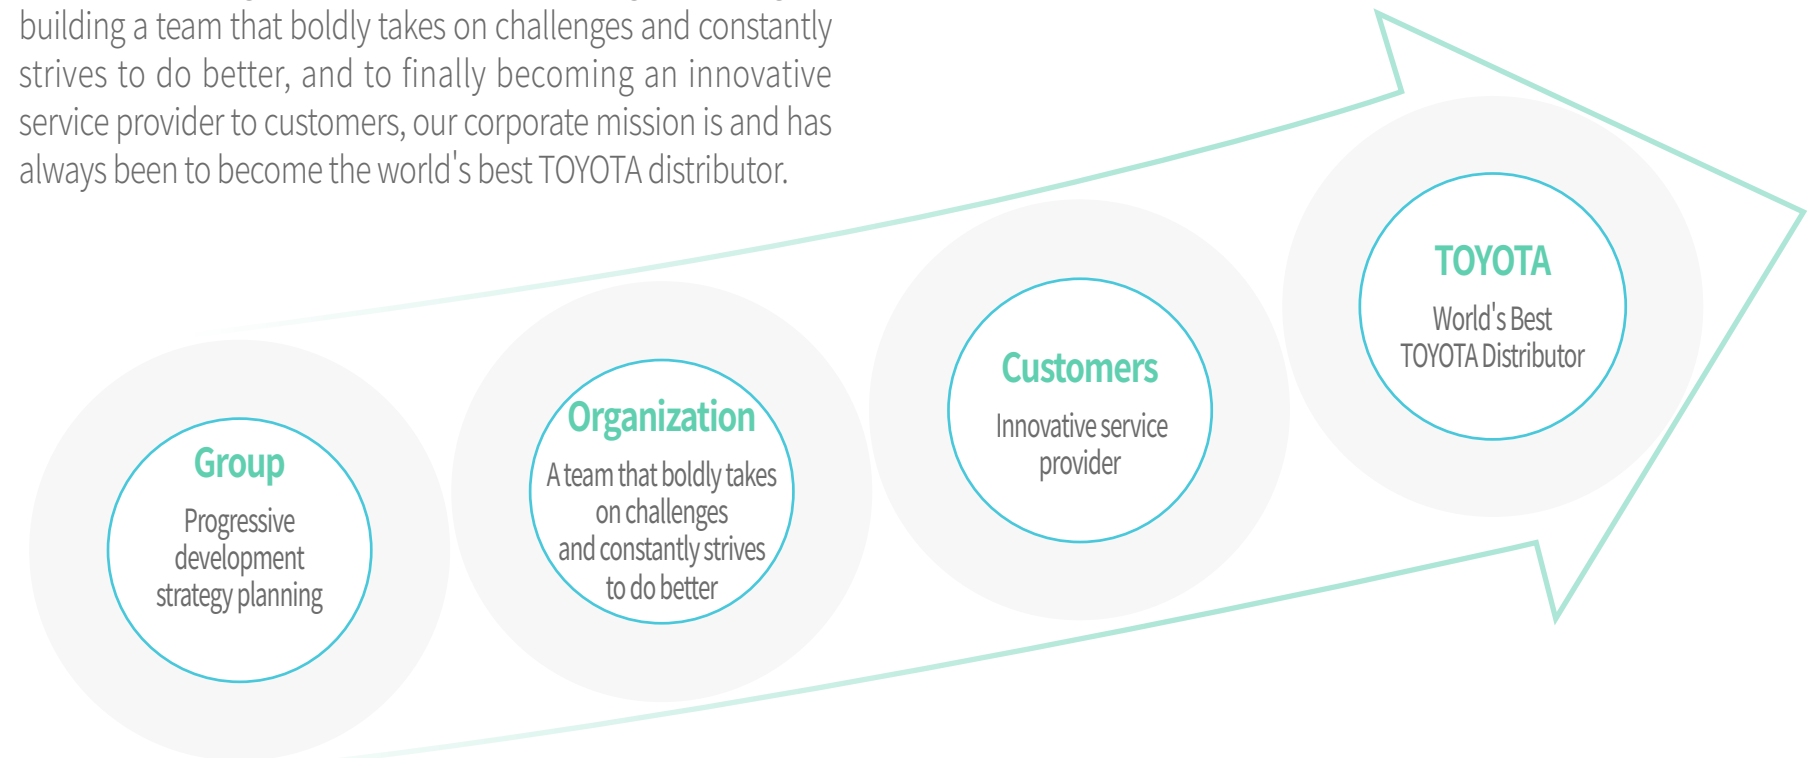 building a team that boldly takes on challenges and constantly
strives to do better, and to finally becoming an innovative
service provider to customers, our corporate mission is and has
always been to become the world's best TOYOTA distributor.
Group
Progressive
development
strategy planning
Organization
A team that boldly takes
on challenges
and constantly strives
to do better
Customers
Innovative service
provider
TOYOTA
World's Best
TOYOTA Distributor